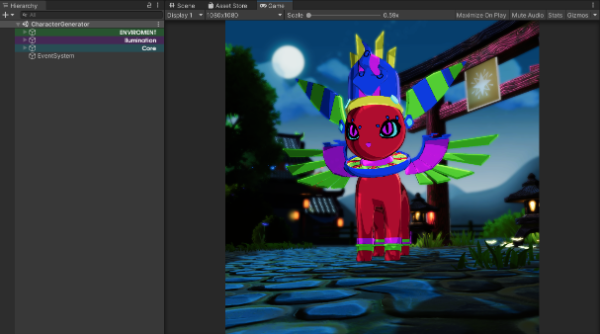 Hierarchy
Scene
Asset Store
Game
Display 1
1080x1080
Scale
0.38x
Maximize On Play
Mute Audio
Stats
Gizmos
All
CharacterGenerator
ENVIROMENT
Ilumination
Core
EventSystem